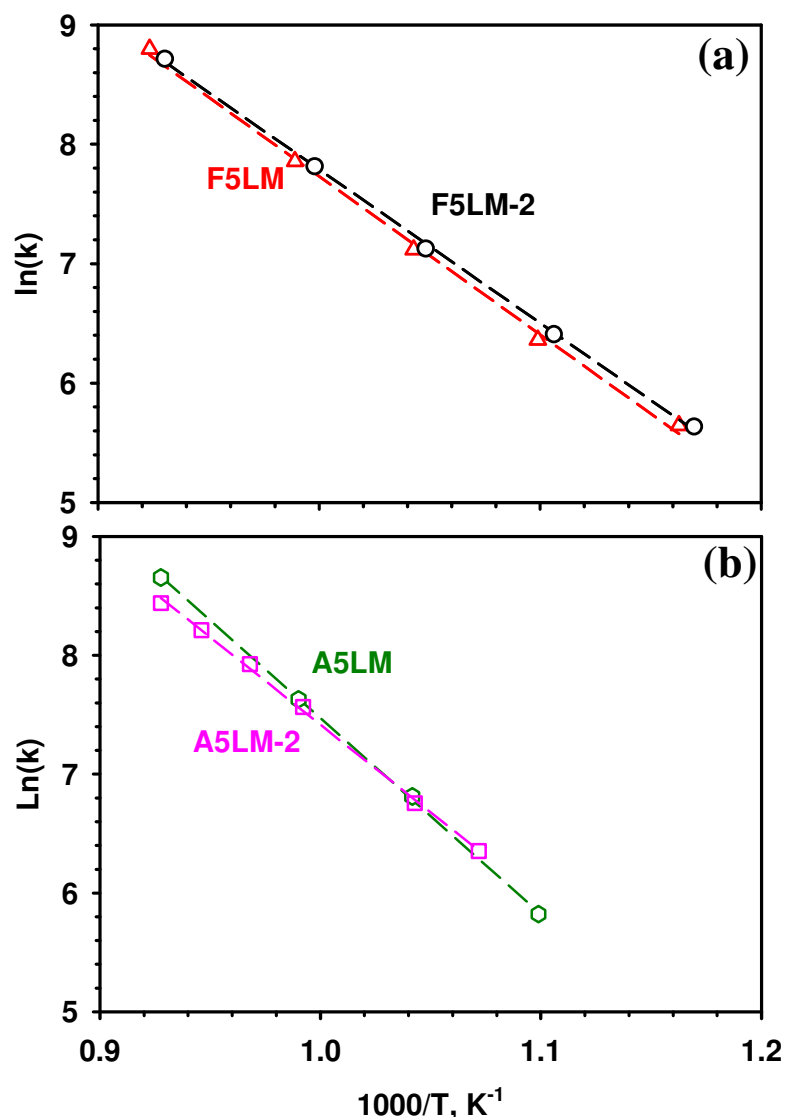 9
(a)
8
F5LM
F5LM-2
7
ln(k)
6
5
9
(b)
8
A5LM
A5LM-2
7
Ln(k)
6
5
0.9 1.0 1.1 1.2
1000/T, K⁻¹